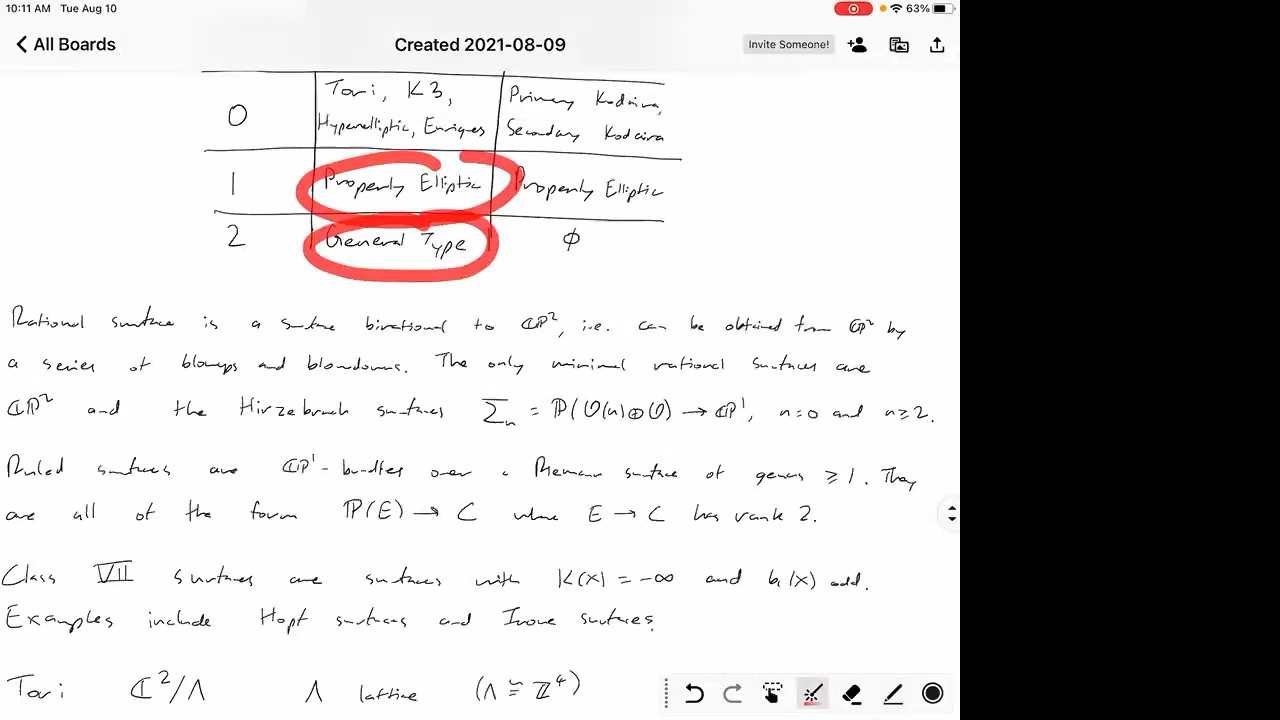 10:11 AM Tue Aug 10
63%
All Boards
Created 2021-08-09
Invite Someone!
0 Tori, K3, Hyperelliptic, Enriques Primary Kodaira, Secondary Kodaira
1 Properly Elliptic Properly Elliptic
2 General Type ∅
Rational surface is a surface birational to ℂℙ², i.e. can be obtained from ℂℙ² by
a series of blowups and blowdowns. The only minimal rational surfaces are
ℂℙ² and the Hirzebruch surfaces Σₙ = ℙ(O(n)⊕O) → ℂℙ¹, n=0 and n≥2.
Ruled surfaces are ℂℙ¹-bundles over a Riemann surface of genus ≥1. They
are all of the form ℙ(E) → C where E → C has rank 2.
Class VII surfaces are surfaces with K(X) = -∞ and b₁(X) odd.
Examples include Hopf surfaces and Inoue surfaces.
Tori ℂ²/Λ Λ lattice (Λ ≅ ℤ⁴)